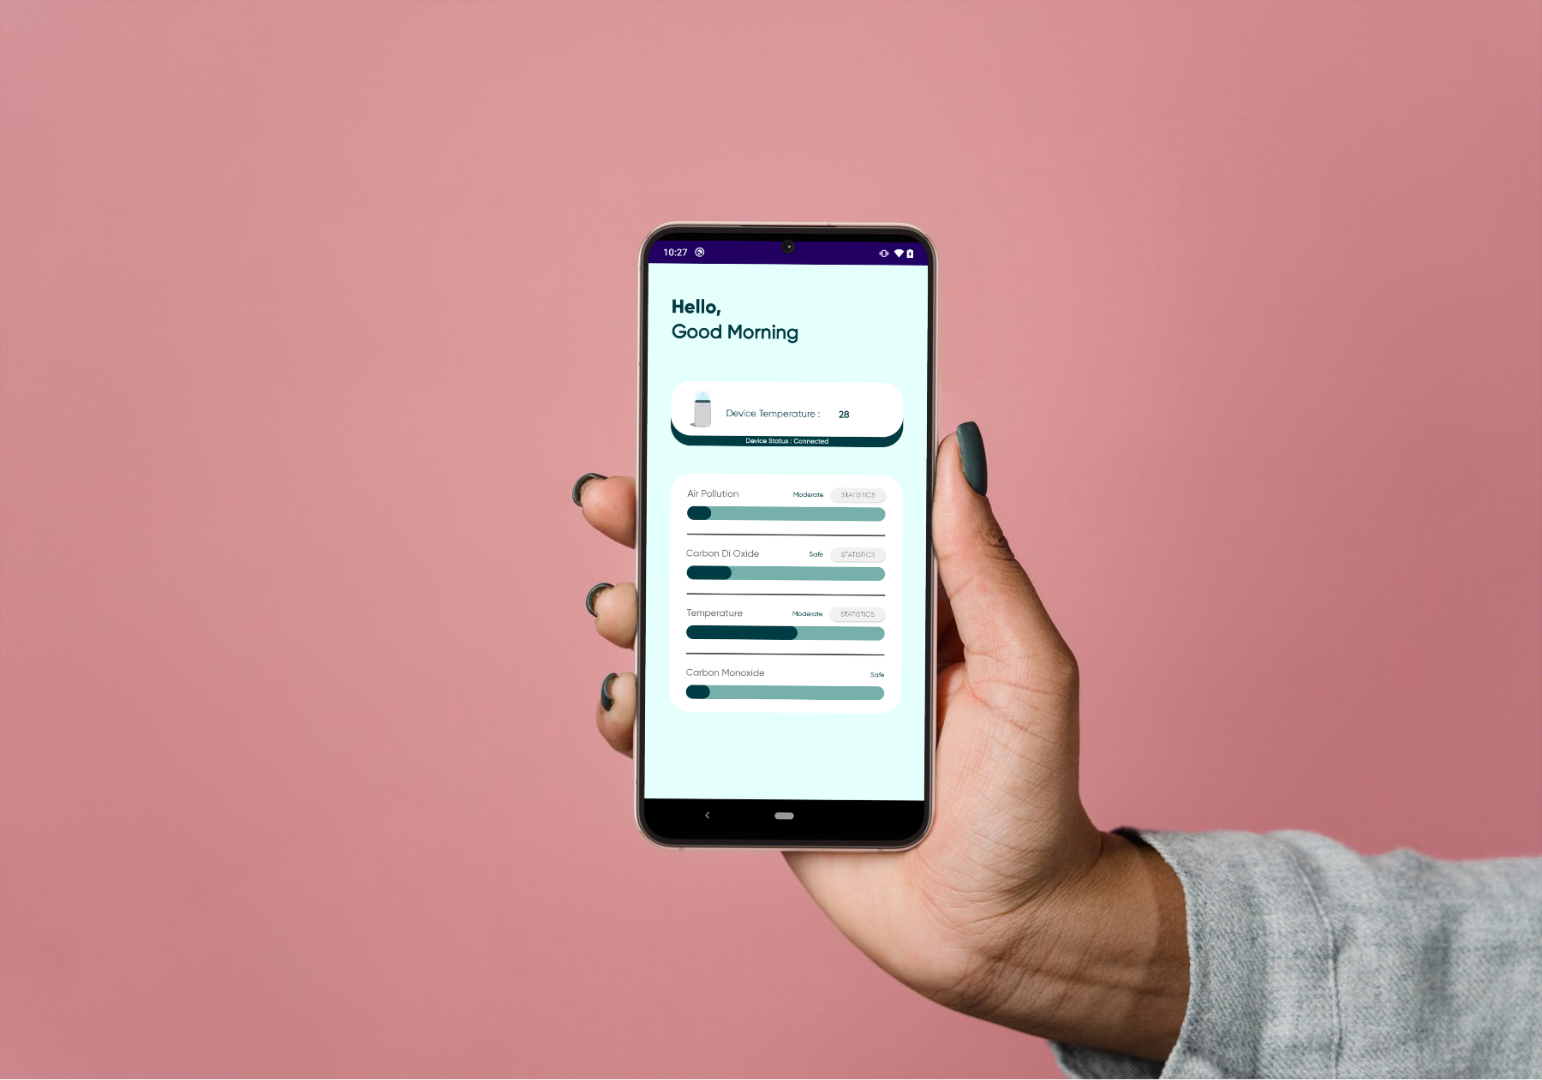 10:27
Hello,
Good Morning
Device Temperature : 28
Device Status : Connected
Air Pollution Moderate STATISTICS
Carbon Di Oxide Safe STATISTICS
Temperature Moderate STATISTICS
Carbon Monoxide Safe